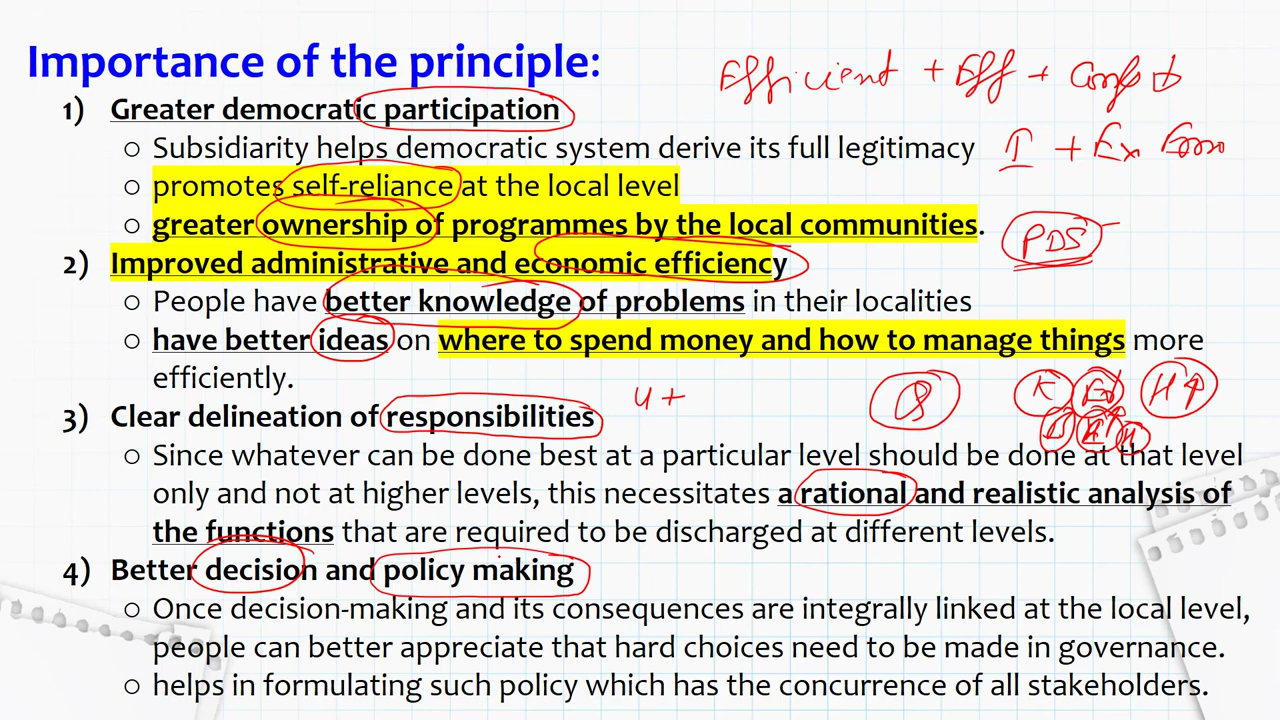 Importance of the principle:
Efficient + Eff +
1) Greater democratic participation
○ Subsidiarity helps democratic system derive its full legitimacy
I + Ex
○ promotes self-reliance at the local level
○ greater ownership of programmes by the local communities.
PDS
2) Improved administrative and economic efficiency
○ People have better knowledge of problems in their localities
○ have better ideas on where to spend money and how to manage things more
efficiently.
4+
3) Clear delineation of responsibilities
○ Since whatever can be done best at a particular level should be done at that level
only and not at higher levels, this necessitates a rational and realistic analysis of
the functions that are required to be discharged at different levels.
4) Better decision and policy making
○ Once decision-making and its consequences are integrally linked at the local level,
people can better appreciate that hard choices need to be made in governance.
○ helps in formulating such policy which has the concurrence of all stakeholders.